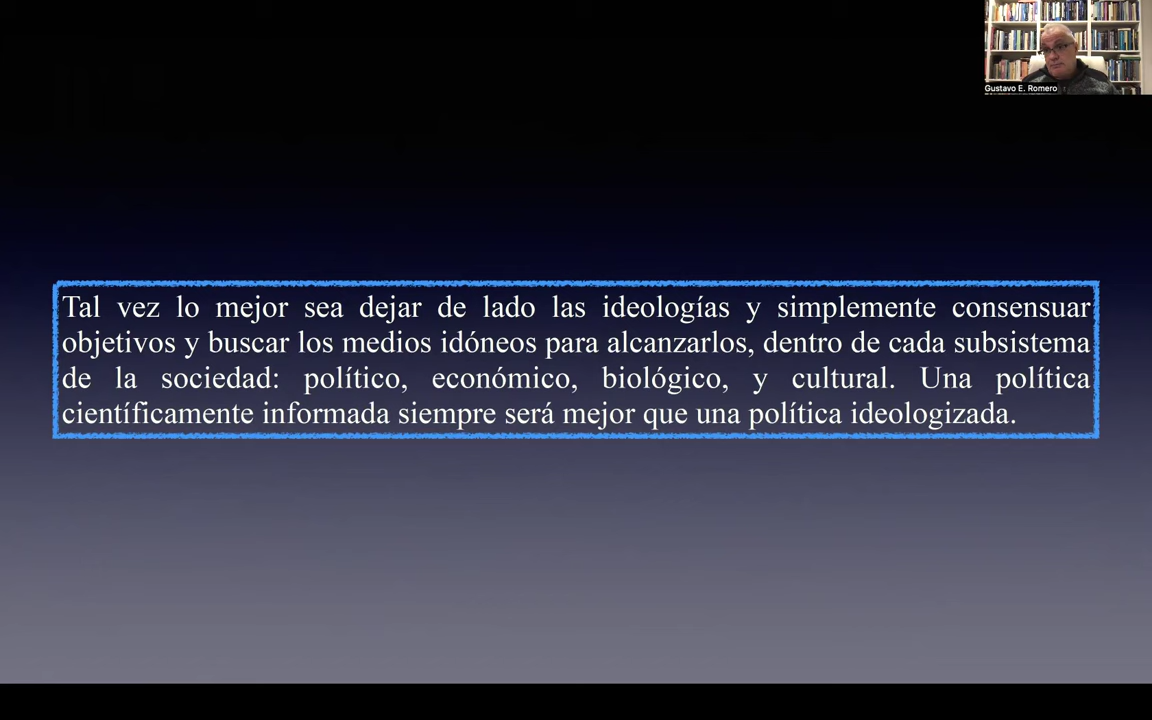 Gustavo E. Romero
Tal vez lo mejor sea dejar de lado las ideologías y simplemente consensuar
objetivos y buscar los medios idóneos para alcanzarlos, dentro de cada subsistema
de la sociedad: político, económico, biológico, y cultural. Una política
científicamente informada siempre será mejor que una política ideologizada.